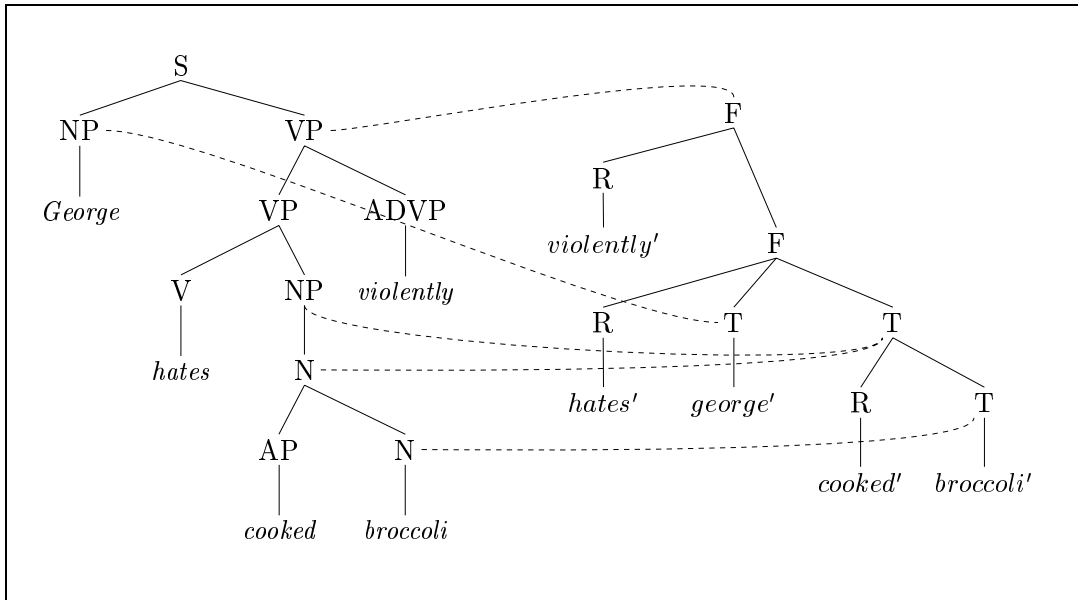 S
F
NP VP
R
George VP ADVP
violently′ F
V NP violently
R T T
hates N
hates′ george′ R T
AP N
cooked′ broccoli′
cooked broccoli